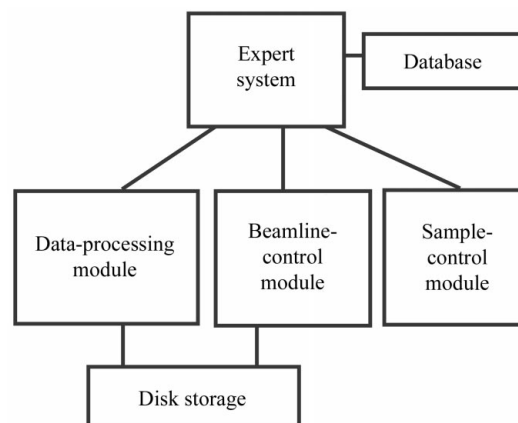 Expert
system
Database
Data-processing
module
Beamline-
control
module
Sample-
control
module
Disk storage